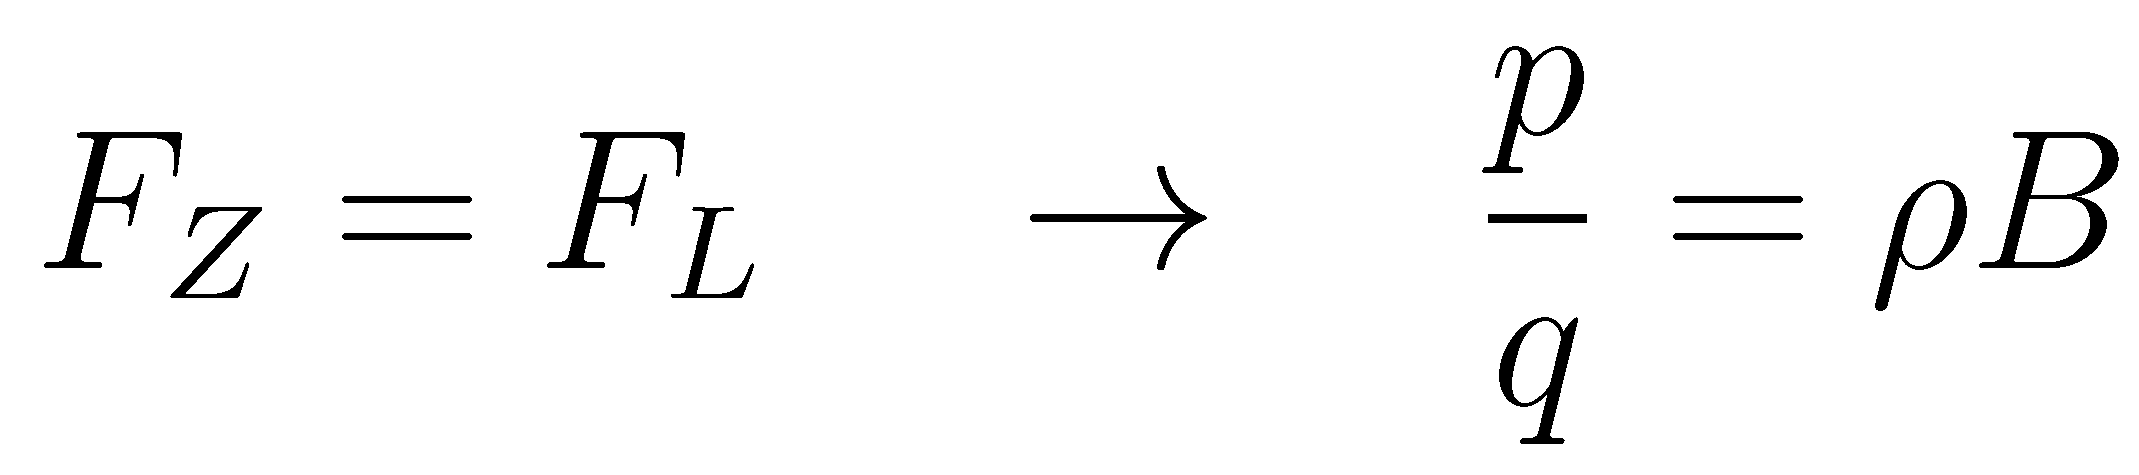 F_Z = F_L → p/q = ρB